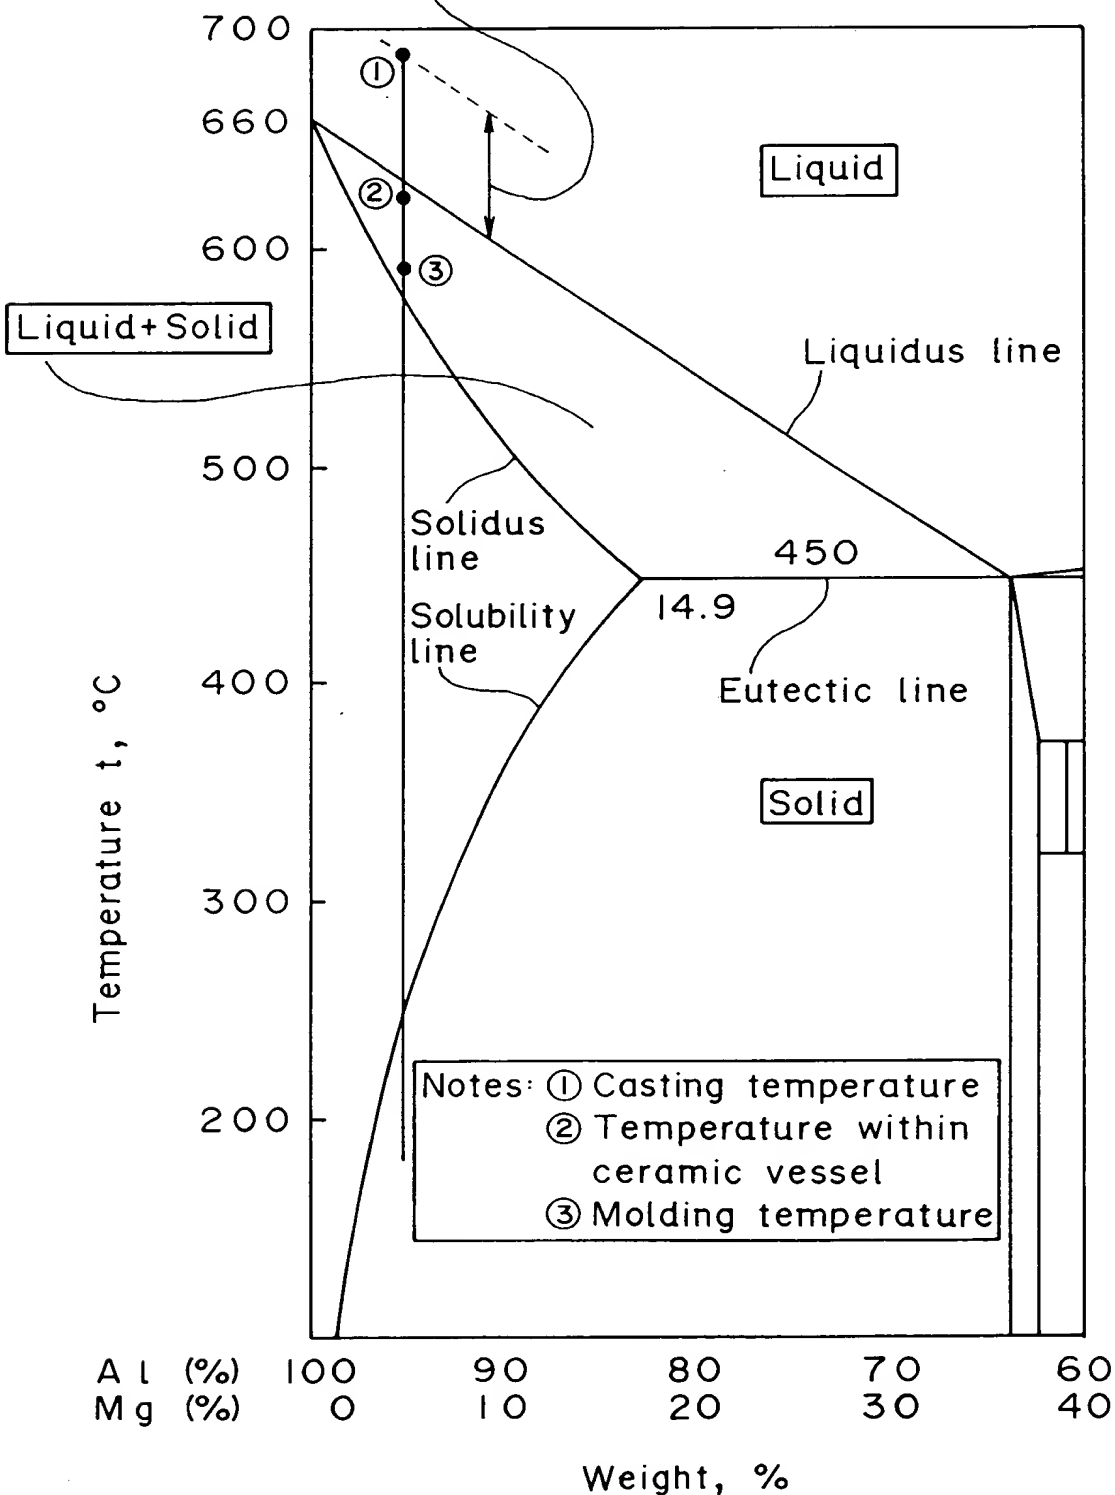 700
①
660
Liquid
②
600
③
Liquid+Solid
Liquidus line
500
Solidus
line
450
14.9
Solubility
line
400
Eutectic line
Temperature t, °C
Solid
300
Notes: ① Casting temperature
② Temperature within
ceramic vessel
③ Molding temperature
200
Al (%) 100 90 80 70 60
Mg (%) 0 10 20 30 40
Weight, %